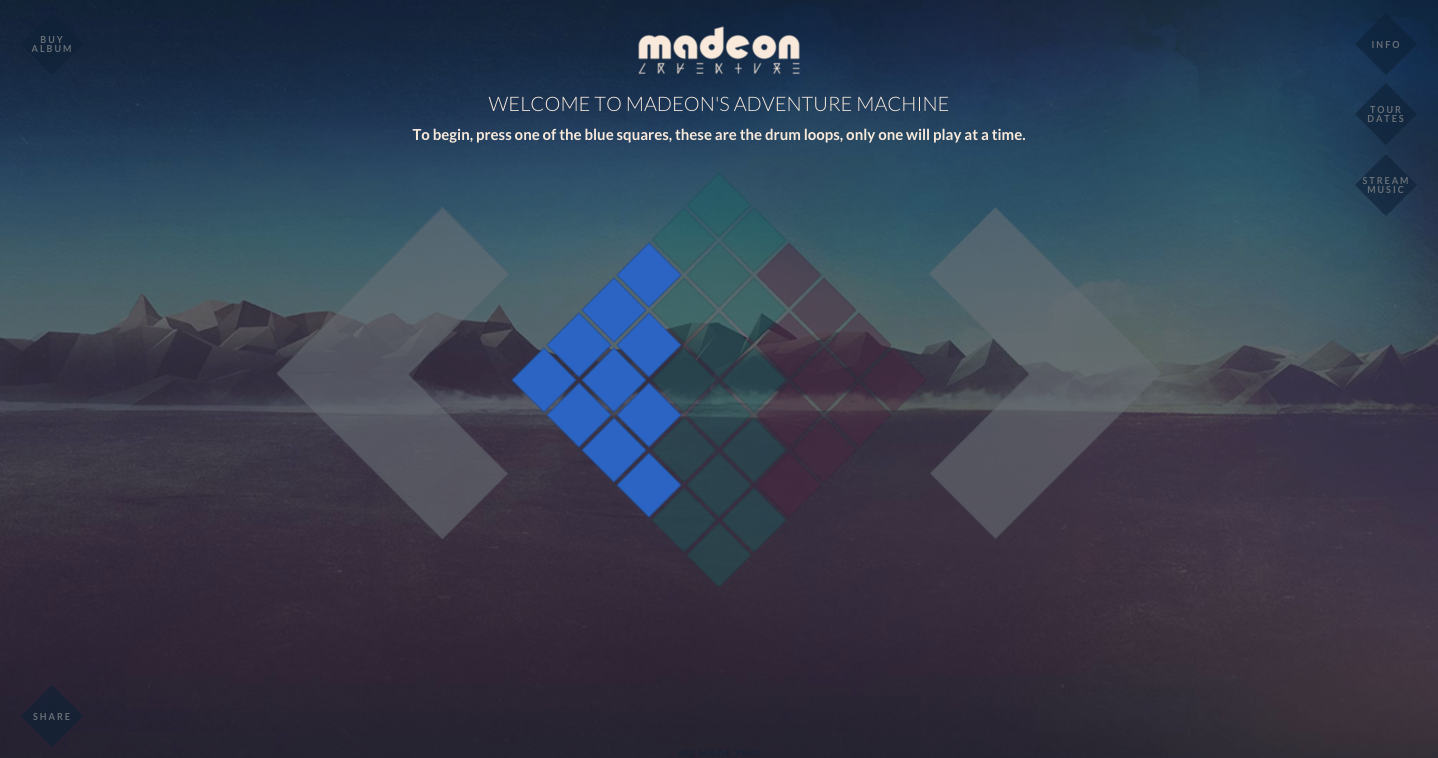 BUY
ALBUM
madeon
INFO
WELCOME TO MADEON'S ADVENTURE MACHINE
To begin, press one of the blue squares, these are the drum loops, only one will play at a time.
TOUR
DATES
STREAM
MUSIC
SHARE